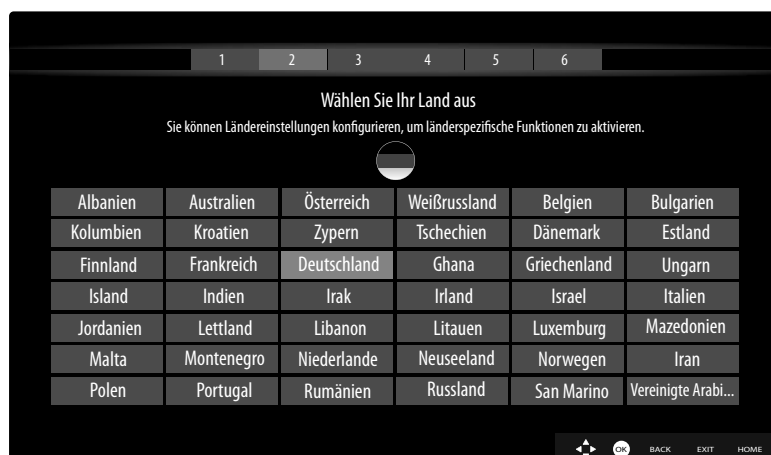 1 2 3 4 5 6
Wählen Sie Ihr Land aus
Sie können Ländereinstellungen konfigurieren, um länderspezifische Funktionen zu aktivieren.
Albanien Australien Österreich Weißrussland Belgien Bulgarien
Kolumbien Kroatien Zypern Tschechien Dänemark Estland
Finnland Frankreich Deutschland Ghana Griechenland Ungarn
Island Indien Irak Irland Israel Italien
Jordanien Lettland Libanon Litauen Luxemburg Mazedonien
Malta Montenegro Niederlande Neuseeland Norwegen Iran
Polen Portugal Rumänien Russland San Marino Vereinigte Arabi...
OK BACK EXIT HOME